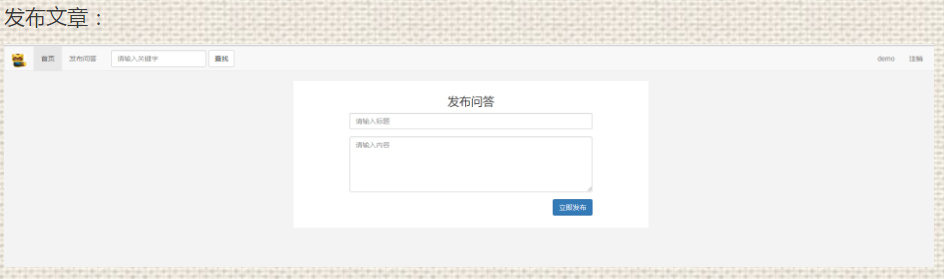 发布文章：
首页 发布问答 请输入关键字 查找 demo 注销
发布问答
请输入标题
请输入内容
立即发布